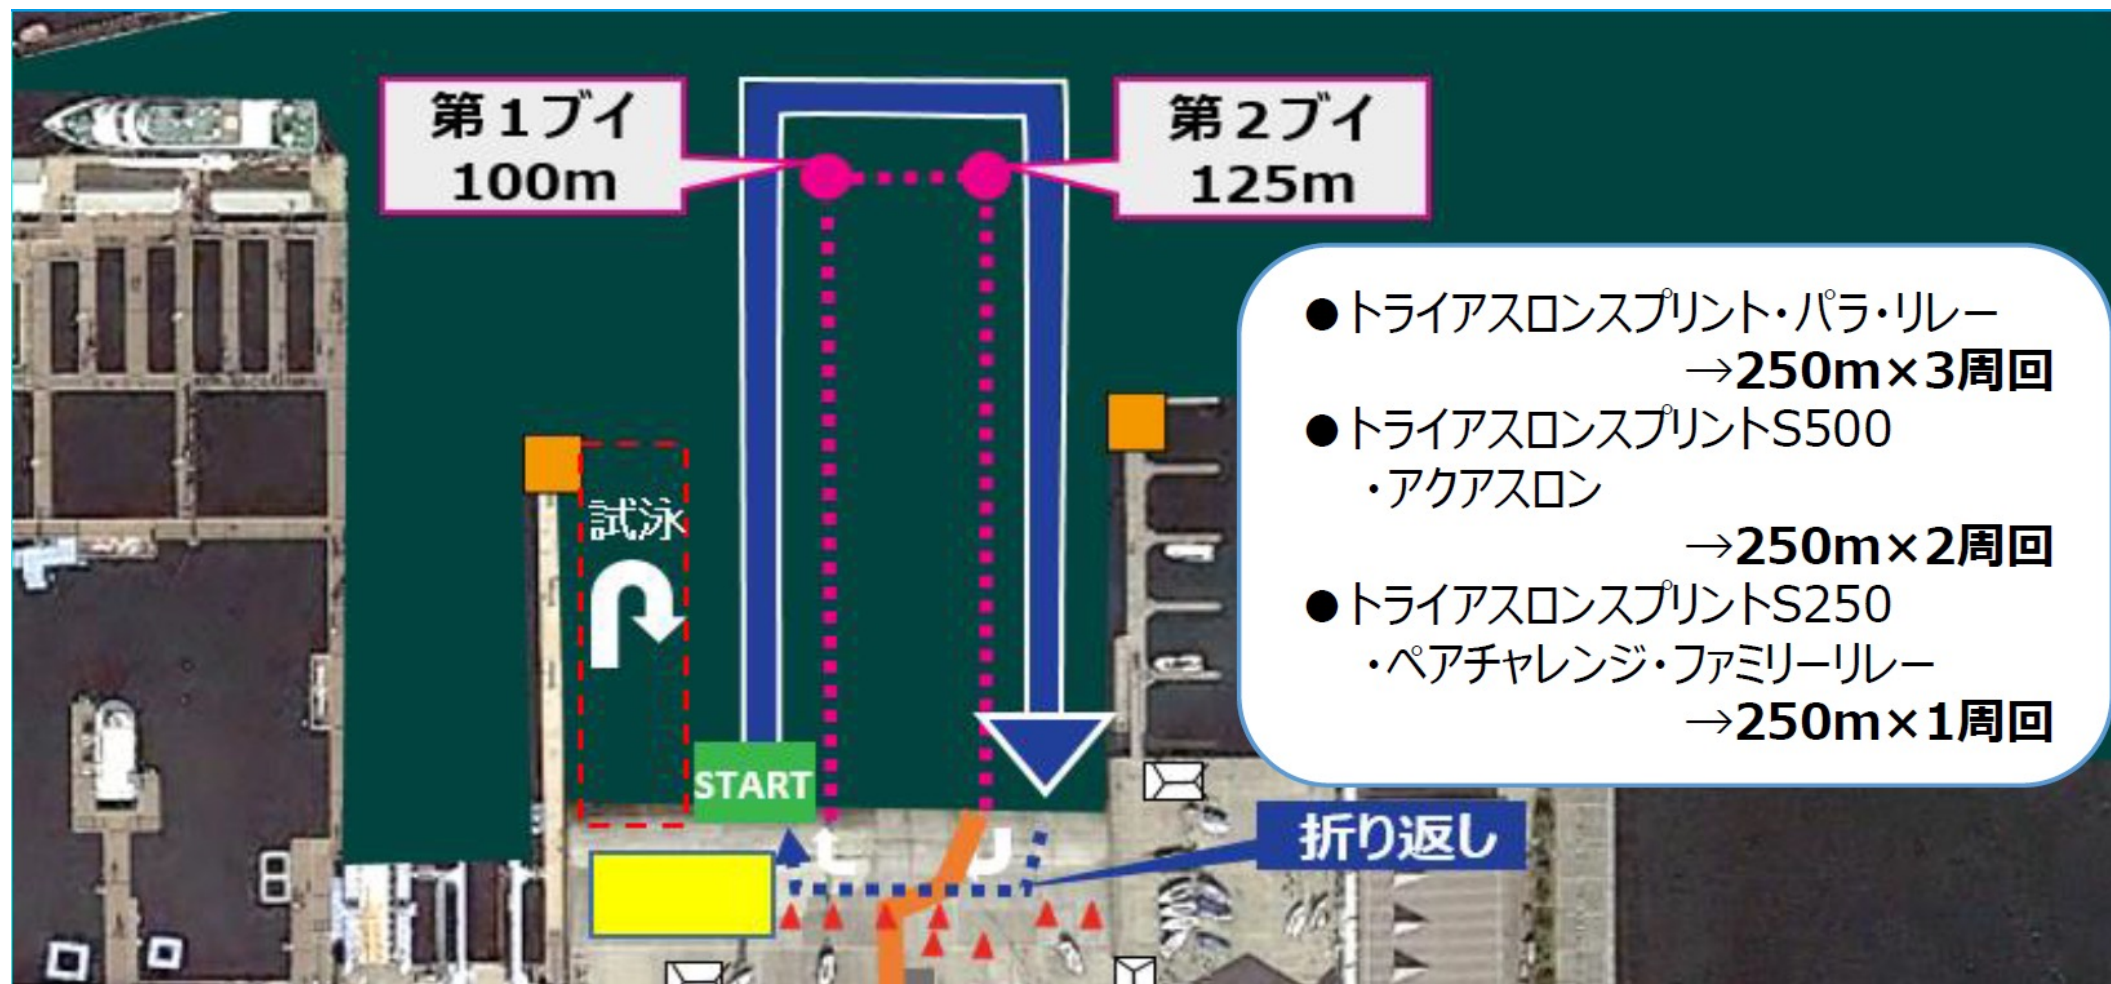 第１ブイ
100m
第２ブイ
125m
●トライアスロンスプリント・パラ・リレー
→250m×3周回
●トライアスロンスプリントS500
・アクアスロン
→250m×2周回
●トライアスロンスプリントS250
・ペアチャレンジ・ファミリーリレー
→250m×1周回
試泳
START
折り返し